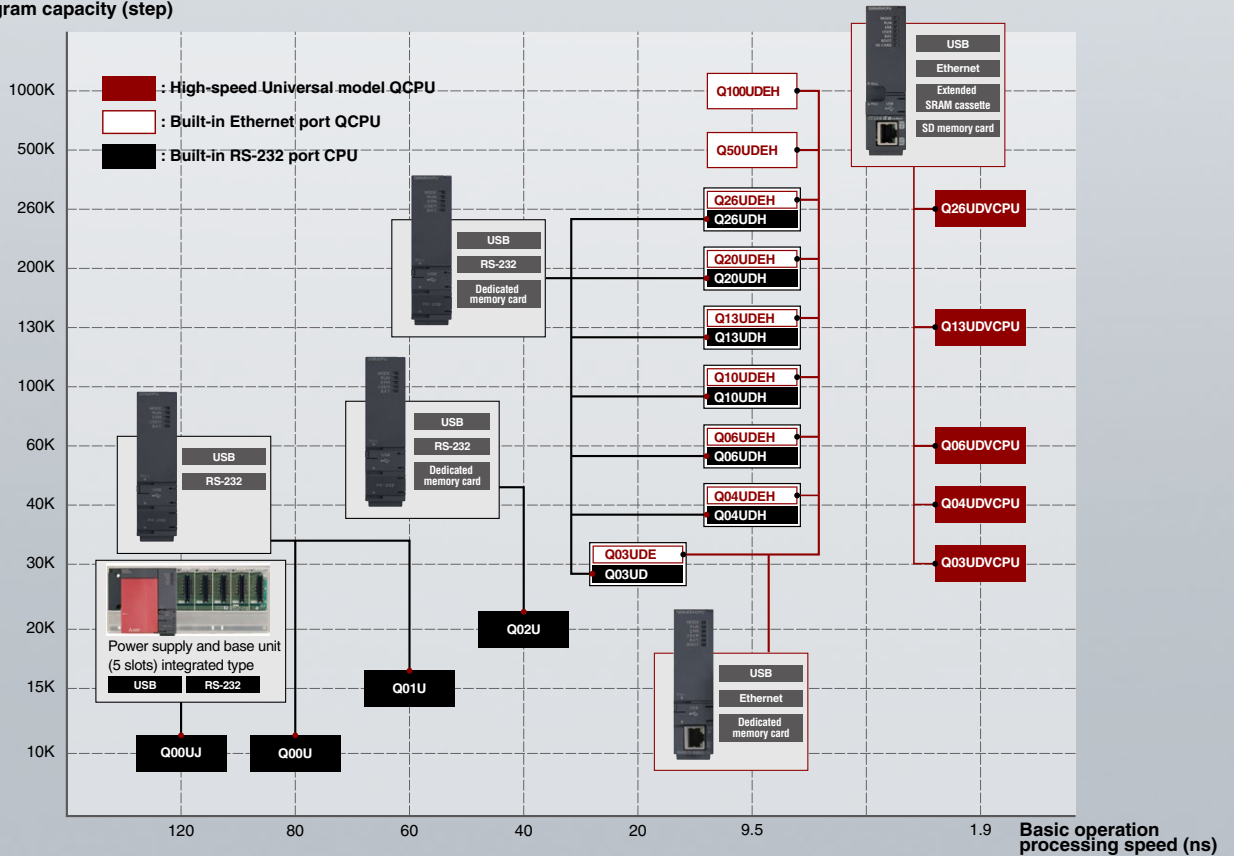 gram capacity (step)
1000K
500K
260K
200K
130K
100K
60K
40K
30K
20K
15K
10K
: High-speed Universal model QCPU
: Built-in Ethernet port QCPU
: Built-in RS-232 port CPU
USB
Ethernet
Extended
SRAM cassette
SD memory card
Q100UDEH
Q50UDEH
Q26UDEH
Q26UDH
Q20UDEH
Q20UDH
Q13UDEH
Q13UDH
Q10UDEH
Q10UDH
Q06UDEH
Q06UDH
Q04UDEH
Q04UDH
Q03UDE
Q03UD
Q26UDVCPU
Q13UDVCPU
Q06UDVCPU
Q04UDVCPU
Q03UDVCPU
USB
RS-232
Dedicated
memory card
USB
RS-232
Dedicated
memory card
USB
RS-232
Power supply and base unit
(5 slots) integrated type
USB
RS-232
Q00UJ
Q00U
Q01U
Q02U
USB
Ethernet
Dedicated
memory card
120
80
60
40
20
9.5
1.9
Basic operation
processing speed (ns)